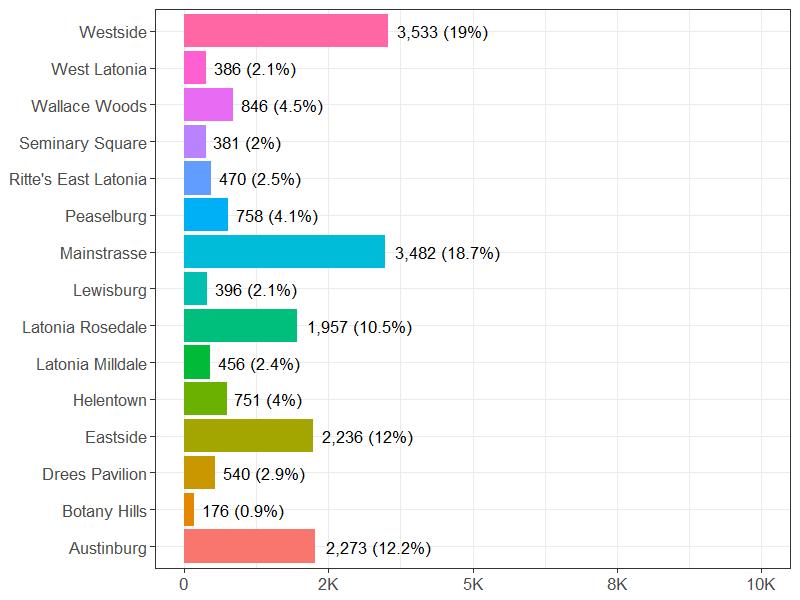 Westside 3,533 (19%)
West Latonia 386 (2.1%)
Wallace Woods 846 (4.5%)
Seminary Square 381 (2%)
Ritte's East Latonia 470 (2.5%)
Peaselburg 758 (4.1%)
Mainstrasse 3,482 (18.7%)
Lewisburg 396 (2.1%)
Latonia Rosedale 1,957 (10.5%)
Latonia Milldale 456 (2.4%)
Helentown 751 (4%)
Eastside 2,236 (12%)
Drees Pavilion 540 (2.9%)
Botany Hills 176 (0.9%)
Austinburg 2,273 (12.2%)
0 2K 5K 8K 10K